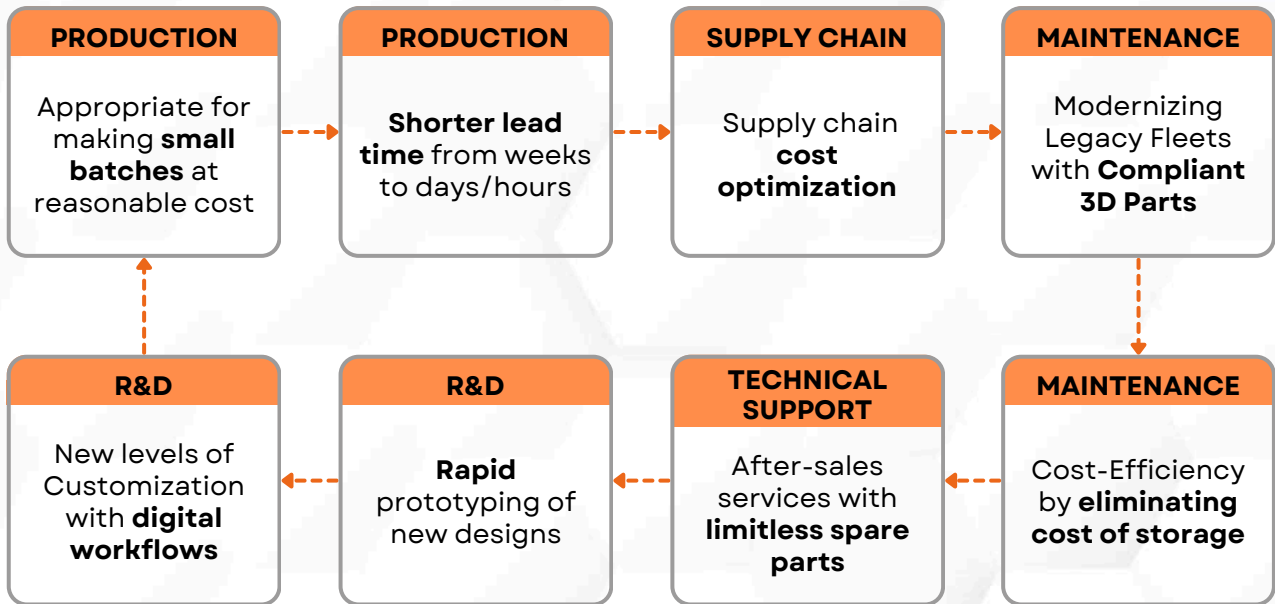 PRODUCTION
Appropriate for
making small
batches at
reasonable cost
PRODUCTION
Shorter lead
time from weeks
to days/hours
SUPPLY CHAIN
Supply chain
cost
optimization
MAINTENANCE
Modernizing
Legacy Fleets
with Compliant
3D Parts
R&D
New levels of
Customization
with digital
workflows
R&D
Rapid
prototyping of
new designs
TECHNICAL
SUPPORT
After-sales
services with
limitless spare
parts
MAINTENANCE
Cost-Efficiency
by eliminating
cost of storage